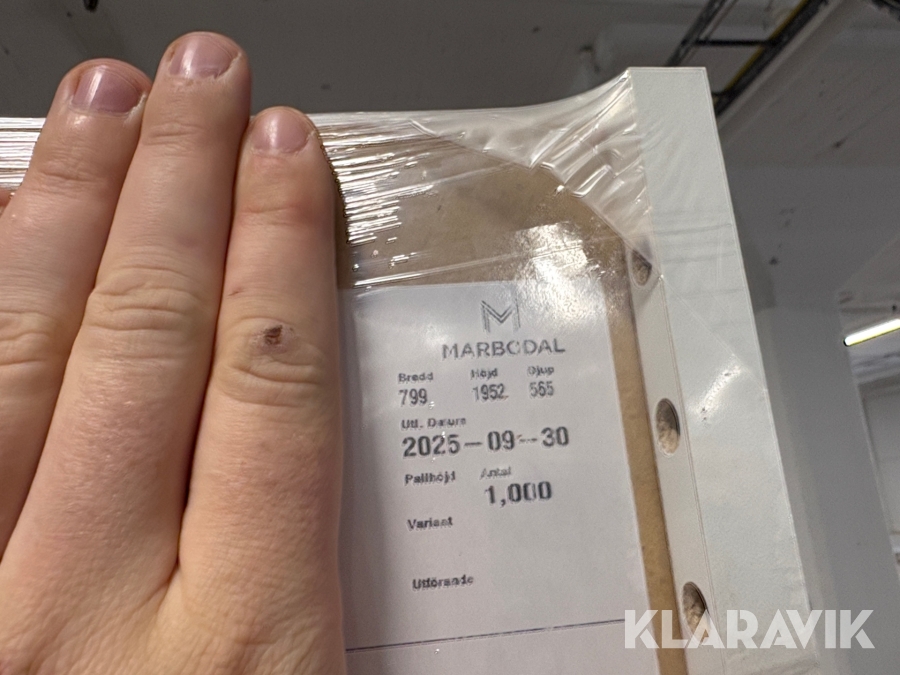 MARBODAL
Bredd Höjd Djup
799 1952 565
Utl. Datum
2025-09-30
Pallhöjd Antal
1,000
Variant
Utförande
KLARAVIK